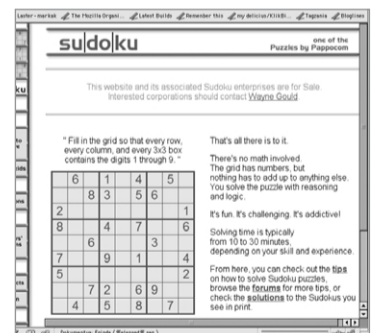 The Mozilla Organi...
Latest Builds
Remember this
Tagzania
Bloglines
su|do|ku
one of the
Puzzles by Pappocom
This website and its associated Sudoku enterprises are for Sale.
Interested corporations should contact Wayne Gould.
"Fill in the grid so that every row,
every column, and every 3x3 box
contains the digits 1 through 9."
6 1 4 5
8 3 5 6
2 1
8 4 7 6
6 3
7 9 1 4
5 2
7 2 6 9
4 5 8 7
That's all there is to it.
There's no math involved.
The grid has numbers, but
nothing has to add up to anything else.
You solve the puzzle with reasoning
and logic.
It's fun. It's challenging. It's addictive!
Solving time is typically
from 10 to 30 minutes,
depending on your skill and experience.
From here, you can check out the tips
on how to solve Sudoku puzzles,
browse the forums for more tips, or
check the solutions to the Sudokus you
see in print.